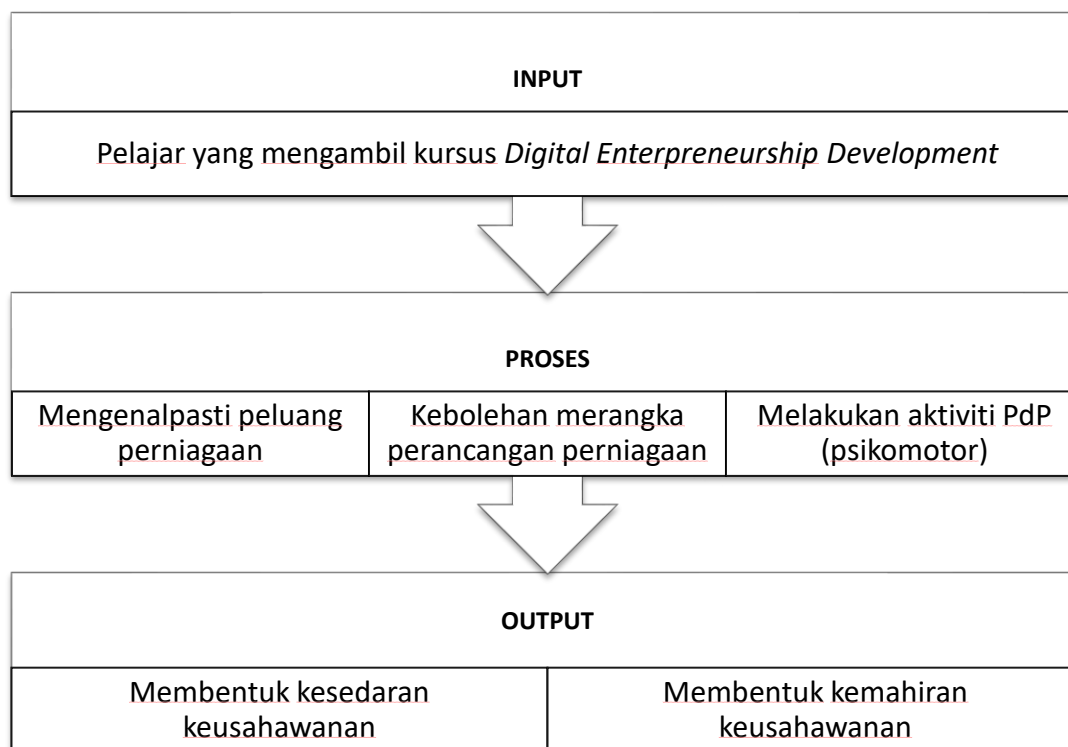 INPUT
Pelajar yang mengambil kursus Digital Enterpreneurship Development
PROSES
Mengenalpasti peluang
perniagaan
Kebolehan merangka
perancangan perniagaan
Melakukan aktiviti PdP
(psikomotor)
OUTPUT
Membentuk kesedaran
keusahawanan
Membentuk kemahiran
keusahawanan